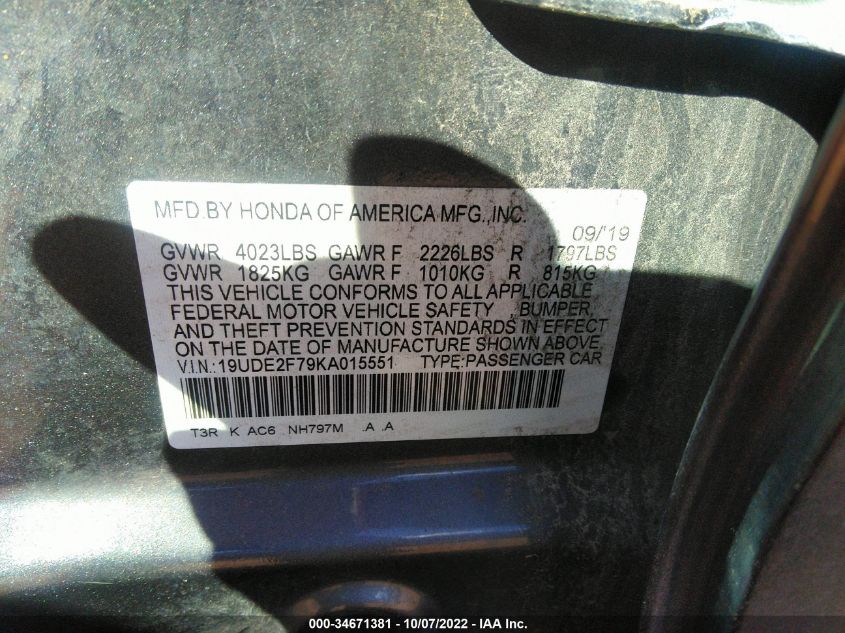 MFD.BY HONDA OF AMERICA MFG.,INC.
09/'19
GVWR 4023LBS GAWR F 2226LBS R 1797LBS
GVWR 1825KG GAWR F 1010KG R 815KG
THIS VEHICLE CONFORMS TO ALL APPLICABLE
FEDERAL MOTOR VEHICLE SAFETY , BUMPER,
AND THEFT PREVENTION STANDARDS IN EFFECT
ON THE DATE OF MANUFACTURE SHOWN ABOVE.
V.I.N.: 19UDE2F79KA015551 TYPE:PASSENGER CAR
T3R K AC6 NH797M .A .A
000-34671381 - 10/07/2022 - IAA Inc.